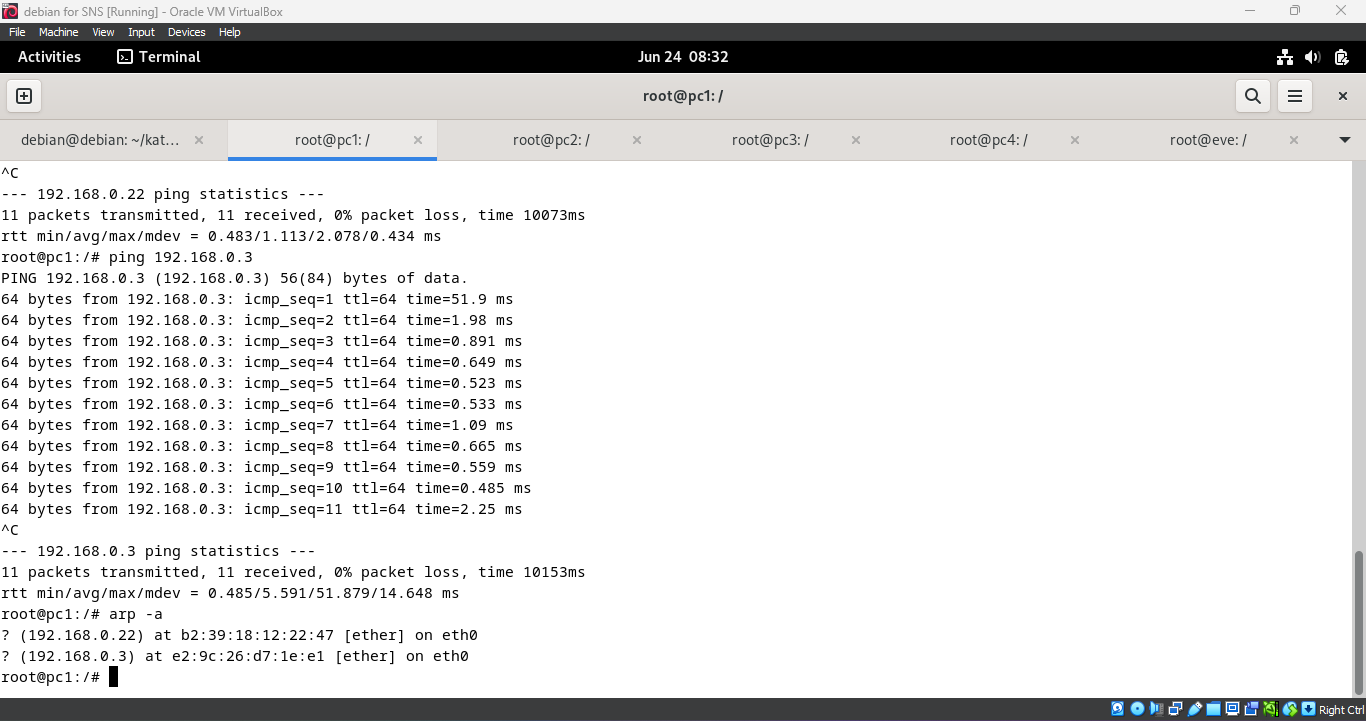 debian for SNS [Running] - Oracle VM VirtualBox
File Machine View Input Devices Help
Activities Terminal Jun 24 08:32
root@pc1: /
debian@debian: ~/kat... root@pc1: / root@pc2: / root@pc3: / root@pc4: / root@eve: /
^C
--- 192.168.0.22 ping statistics ---
11 packets transmitted, 11 received, 0% packet loss, time 10073ms
rtt min/avg/max/mdev = 0.483/1.113/2.078/0.434 ms
root@pc1:/# ping 192.168.0.3
PING 192.168.0.3 (192.168.0.3) 56(84) bytes of data.
64 bytes from 192.168.0.3: icmp_seq=1 ttl=64 time=51.9 ms
64 bytes from 192.168.0.3: icmp_seq=2 ttl=64 time=1.98 ms
64 bytes from 192.168.0.3: icmp_seq=3 ttl=64 time=0.891 ms
64 bytes from 192.168.0.3: icmp_seq=4 ttl=64 time=0.649 ms
64 bytes from 192.168.0.3: icmp_seq=5 ttl=64 time=0.523 ms
64 bytes from 192.168.0.3: icmp_seq=6 ttl=64 time=0.533 ms
64 bytes from 192.168.0.3: icmp_seq=7 ttl=64 time=1.09 ms
64 bytes from 192.168.0.3: icmp_seq=8 ttl=64 time=0.665 ms
64 bytes from 192.168.0.3: icmp_seq=9 ttl=64 time=0.559 ms
64 bytes from 192.168.0.3: icmp_seq=10 ttl=64 time=0.485 ms
64 bytes from 192.168.0.3: icmp_seq=11 ttl=64 time=2.25 ms
^C
--- 192.168.0.3 ping statistics ---
11 packets transmitted, 11 received, 0% packet loss, time 10153ms
rtt min/avg/max/mdev = 0.485/5.591/51.879/14.648 ms
root@pc1:/# arp -a
? (192.168.0.22) at b2:39:18:12:22:47 [ether] on eth0
? (192.168.0.3) at e2:9c:26:d7:1e:e1 [ether] on eth0
root@pc1:/#
Right Ctrl